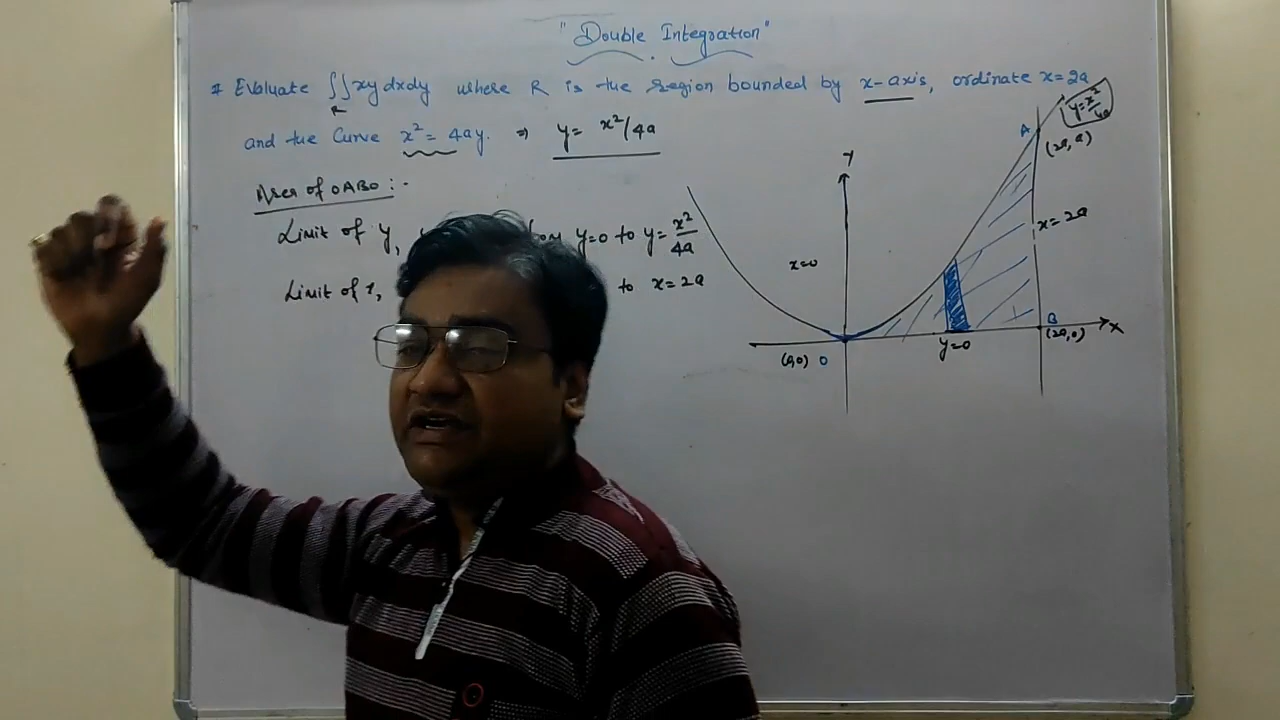 "Double Integration"
* Evaluate ∬ xy dxdy where R is the region bounded by x-axis, ordinate x=2a
R
and the curve x² = 4ay. ⇒ y = x²/4a
Area of OABO:-
Limit of y, y=0 to y= x²/4a
Limit of x, to x=2a
Y
y=x²/4a
A
(2a, a)
x=2a
x=0
B
(2a,0)
X
y=0
(0,0) O